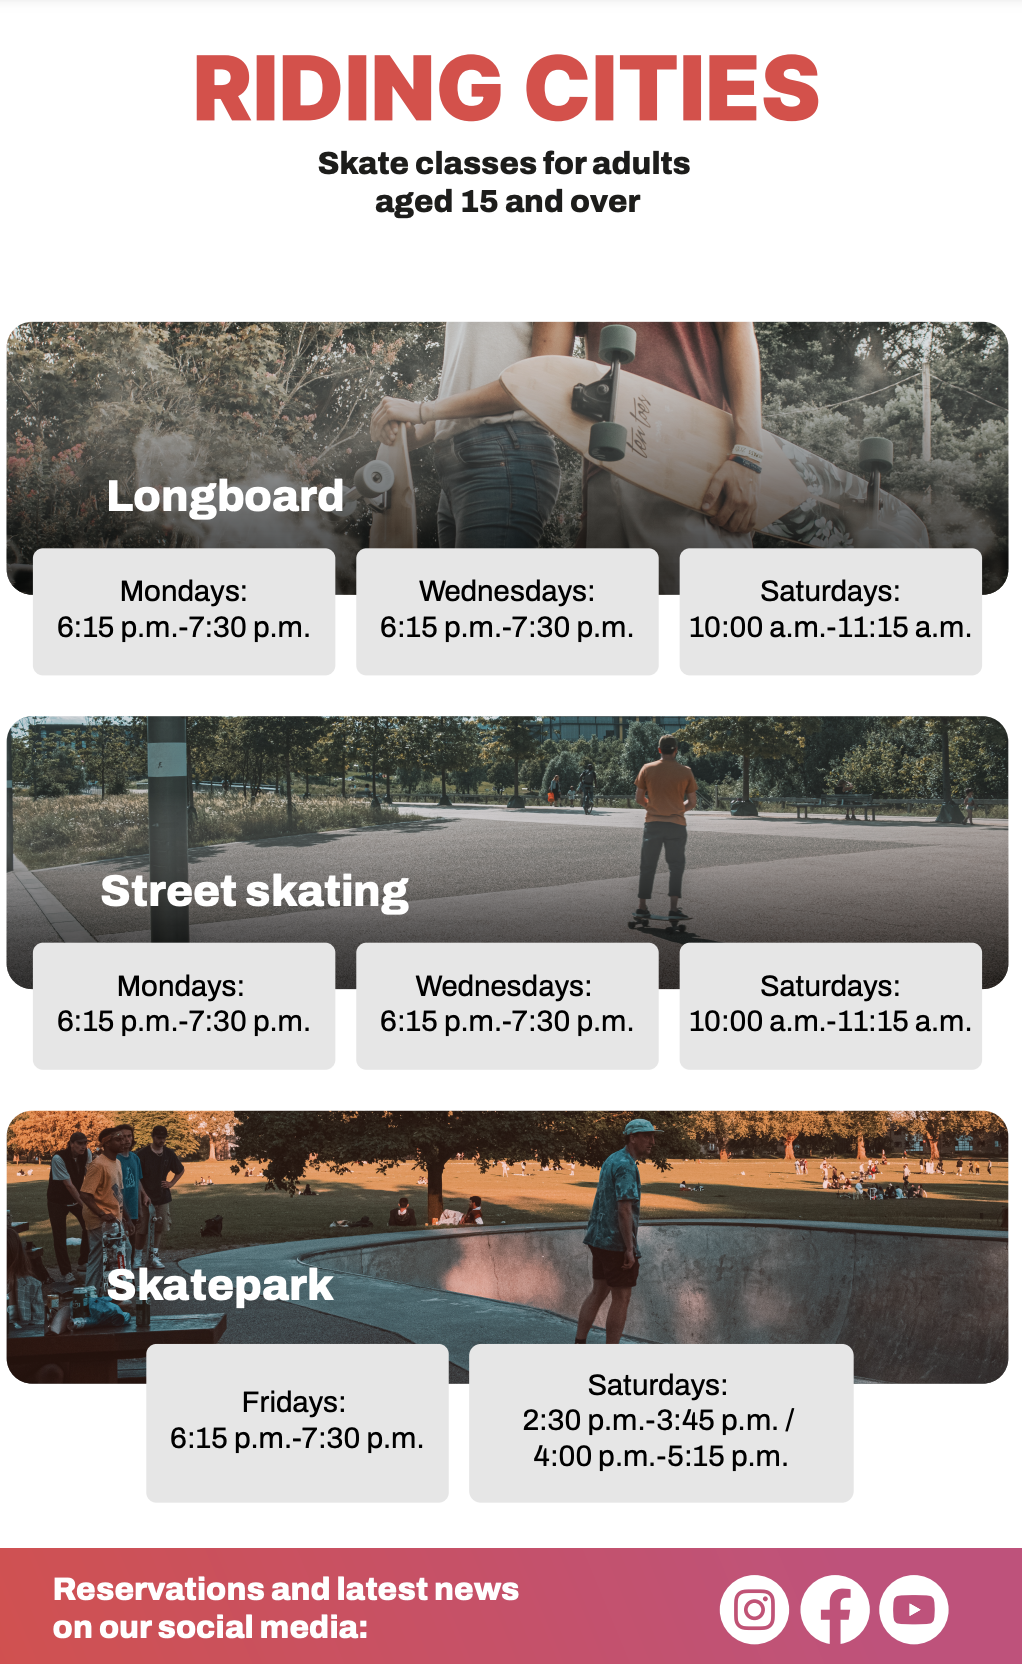 RIDING CITIES
Skate classes for adults
aged 15 and over
ten toes
Longboard
Mondays:
6:15 p.m.-7:30 p.m.
Wednesdays:
6:15 p.m.-7:30 p.m.
Saturdays:
10:00 a.m.-11:15 a.m.
Street skating
Mondays:
6:15 p.m.-7:30 p.m.
Wednesdays:
6:15 p.m.-7:30 p.m.
Saturdays:
10:00 a.m.-11:15 a.m.
Skatepark
Fridays:
6:15 p.m.-7:30 p.m.
Saturdays:
2:30 p.m.-3:45 p.m. /
4:00 p.m.-5:15 p.m.
Reservations and latest news
on our social media: